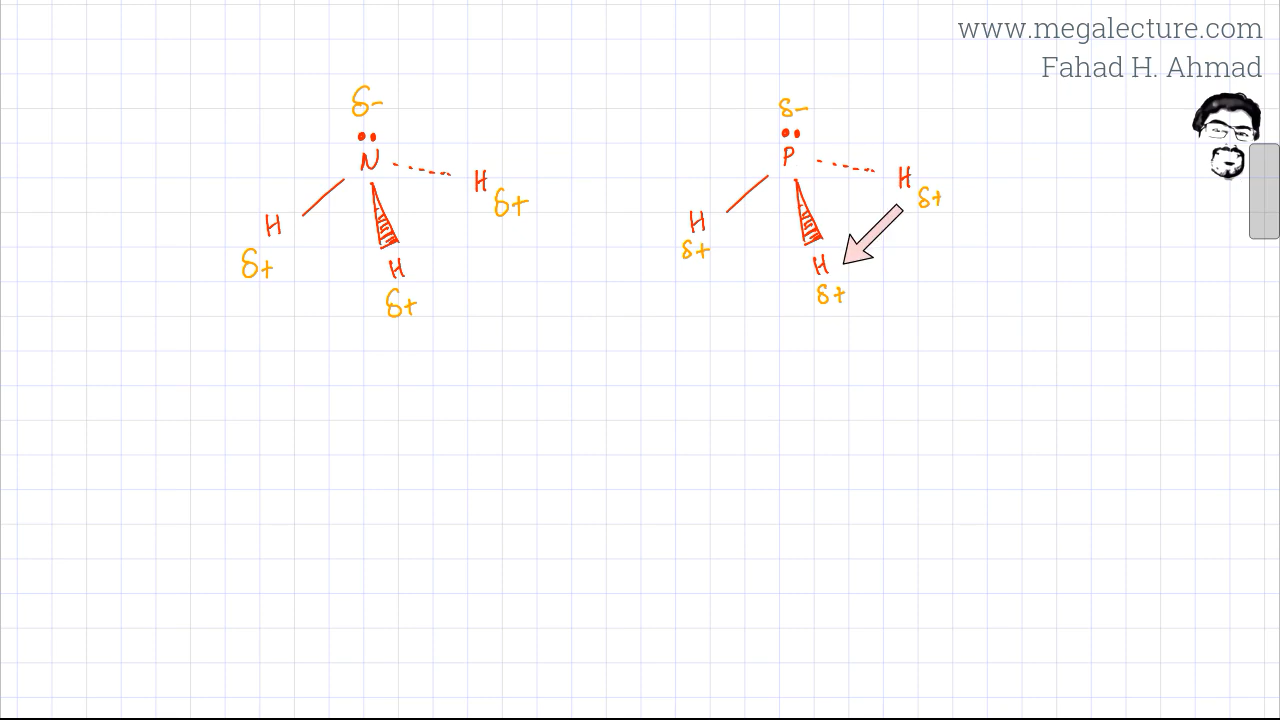 www.megalecture.com
Fahad H. Ahmad
δ-
N
H
δ+
H
δ+
H
δ+
δ-
P
H
δ+
H
δ+
H
δ+